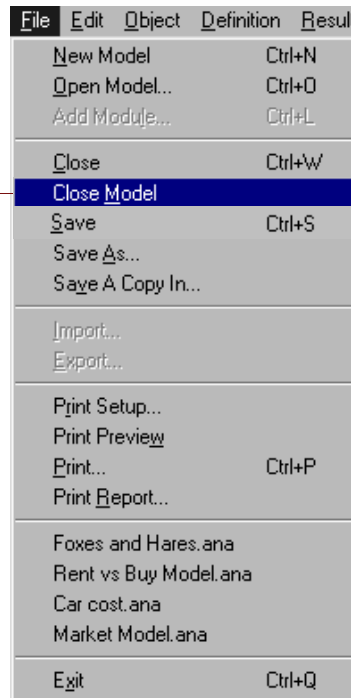 File Edit Object Definition Resul
New Model Ctrl+N
Open Model... Ctrl+O
Add Module... Ctrl+L
Close Ctrl+W
Close Model
Save Ctrl+S
Save As...
Save A Copy In...
Import...
Export...
Print Setup...
Print Preview
Print... Ctrl+P
Print Report...
Foxes and Hares.ana
Rent vs Buy Model.ana
Car cost.ana
Market Model.ana
Exit Ctrl+Q